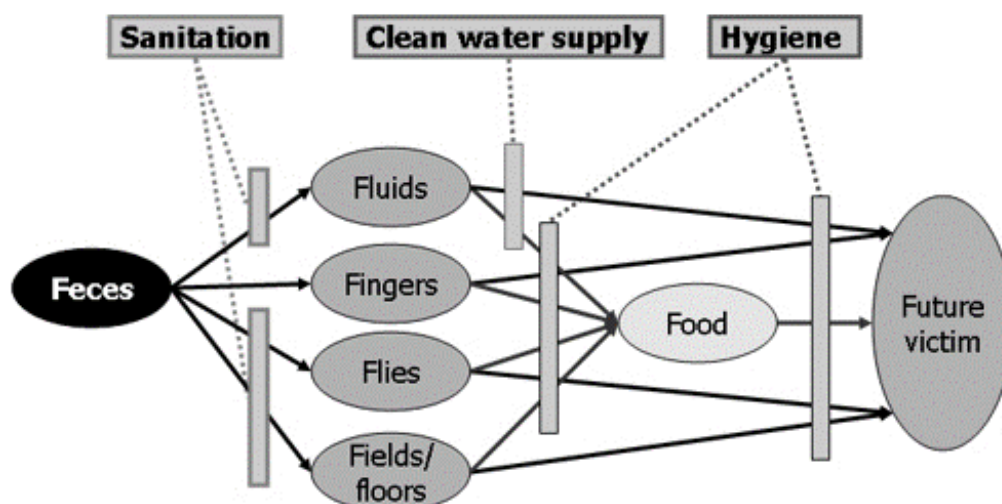 Sanitation
Clean water supply
Hygiene
Fluids
Feces
Fingers
Food
Future
victim
Flies
Fields/
floors